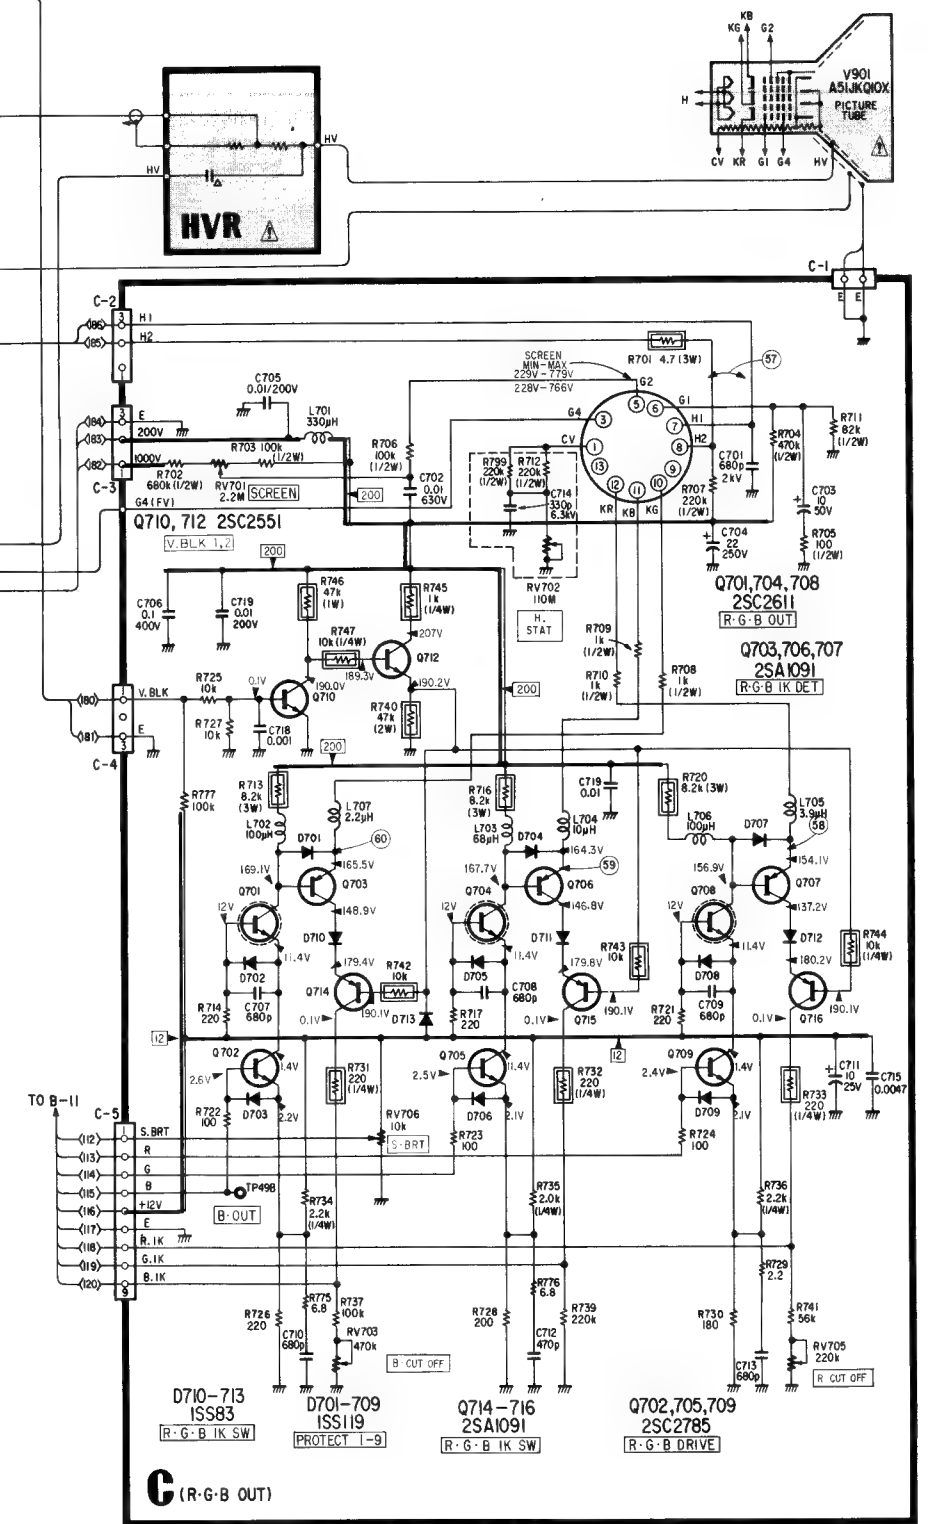 KB
KG G2
H
V901
A51JKQ10X
PICTURE
TUBE
CV KR G1 G4 HV
HV
HV
HVR
C-1
E E
C-2
3
(186) H1
(185) H2
1
R701 4.7 (3W)
57
SCREEN
MIN-MAX
229V-779V
228V-766V
G2
C705
0.01/200V
3
(184) E
(183) 200V
(182) 1000V
1
C-3
L701
330μH
R703 100k
(1/2W)
R702
680k (1/2W)
RV701
2.2M
SCREEN
R706
100k
(1/2W)
C702
0.01
630V
200
G4 (FV)
G4
CV
5 6 G1
3 7 H1
1 8 H2
13 9
12 11 10
KR KB KG
R799
220k
(1/2W)
R712
220k
(1/2W)
C714
330p
6.3kV
RV702
110M
H.
STAT
R704
470k
(1/2W)
R711
82k
(1/2W)
C701
680p
2kV
R707
220k
(1/2W)
C703
10
50V
C704
22
250V
R705
100
(1/2W)
Q710, 712 2SC2551
V.BLK 1,2
200
Q701,704,708
2SC2611
R·G·B OUT
Q703,706,707
2SA1091
R·G·B IK DET
C706
0.1
400V
C719
0.01
200V
R746
47k
(1W)
R745
1k
(1/4W)
R747
10k (1/4W)
207V
Q712
189.3V
190.0V
190.2V
Q710
R740
47k
(2W)
200
R709
1k
(1/2W)
R710
1k
(1/2W)
R708
1k
(1/2W)
1
(180) V.BLK
(181) E
3
C-4
R725
10k
0.1V
R727
10k
C718
0.001
200
R777
100k
R713
8.2k
(3W)
L702
100μH
D701
L707
2.2μH
60
169.1V
165.5V
Q701
Q703
12V
148.9V
11.4V
D710
D702
179.4V
C707
680p
R714
220
Q714
R742
10k
190.1V
0.1V
D713
R716
8.2k
(3W)
L703
68μH
D704
L704
10μH
C719
0.01
164.3V
59
167.7V
Q704
Q706
12V
146.8V
11.4V
D711
D705
179.8V
C708
680p
R717
220
Q715
R743
10k
190.1V
0.1V
R720
8.2k (3W)
L706
100μH
D707
L705
3.9μH
58
156.9V
154.1V
Q708
Q707
12V
137.2V
11.4V
D712
D708
180.2V
C709
680p
R721
220
Q716
R744
10k
(1/4W)
190.1V
0.1V
12
12
Q702
2.6V
1.4V
D703
2.2V
R722
100
R731
220
(1/4W)
Q705
2.5V
11.4V
D706
2.1V
R723
100
R732
220
(1/4W)
Q709
2.4V
1.4V
D709
2.1V
R724
100
R733
220
(1/4W)
C711
10
25V
C715
0.0047
TO B-11
C-5
1
(112) S.BRT
(113) R
(114) G
(115) B
(116) +12V
(117) E
(118) R.IK
(119) G.IK
(120) B.IK
9
RV706
10k
S·BRT
TP49B
B·OUT
R734
2.2k
(1/4W)
R735
2.0k
(1/4W)
R736
2.2k
(1/4W)
R726
220
R775
6.8
C710
680p
R737
100k
RV703
470k
B·CUT OFF
R728
200
R776
6.8
C712
470p
R739
220k
R729
2.2
R730
180
C713
680p
R741
56k
RV705
220k
R CUT OFF
D710-713
1SS83
R·G·B IK SW
D701-709
1SS119
PROTECT 1-9
Q714-716
2SA1091
R·G·B IK SW
Q702,705,709
2SC2785
R·G·B DRIVE
C (R·G·B OUT)